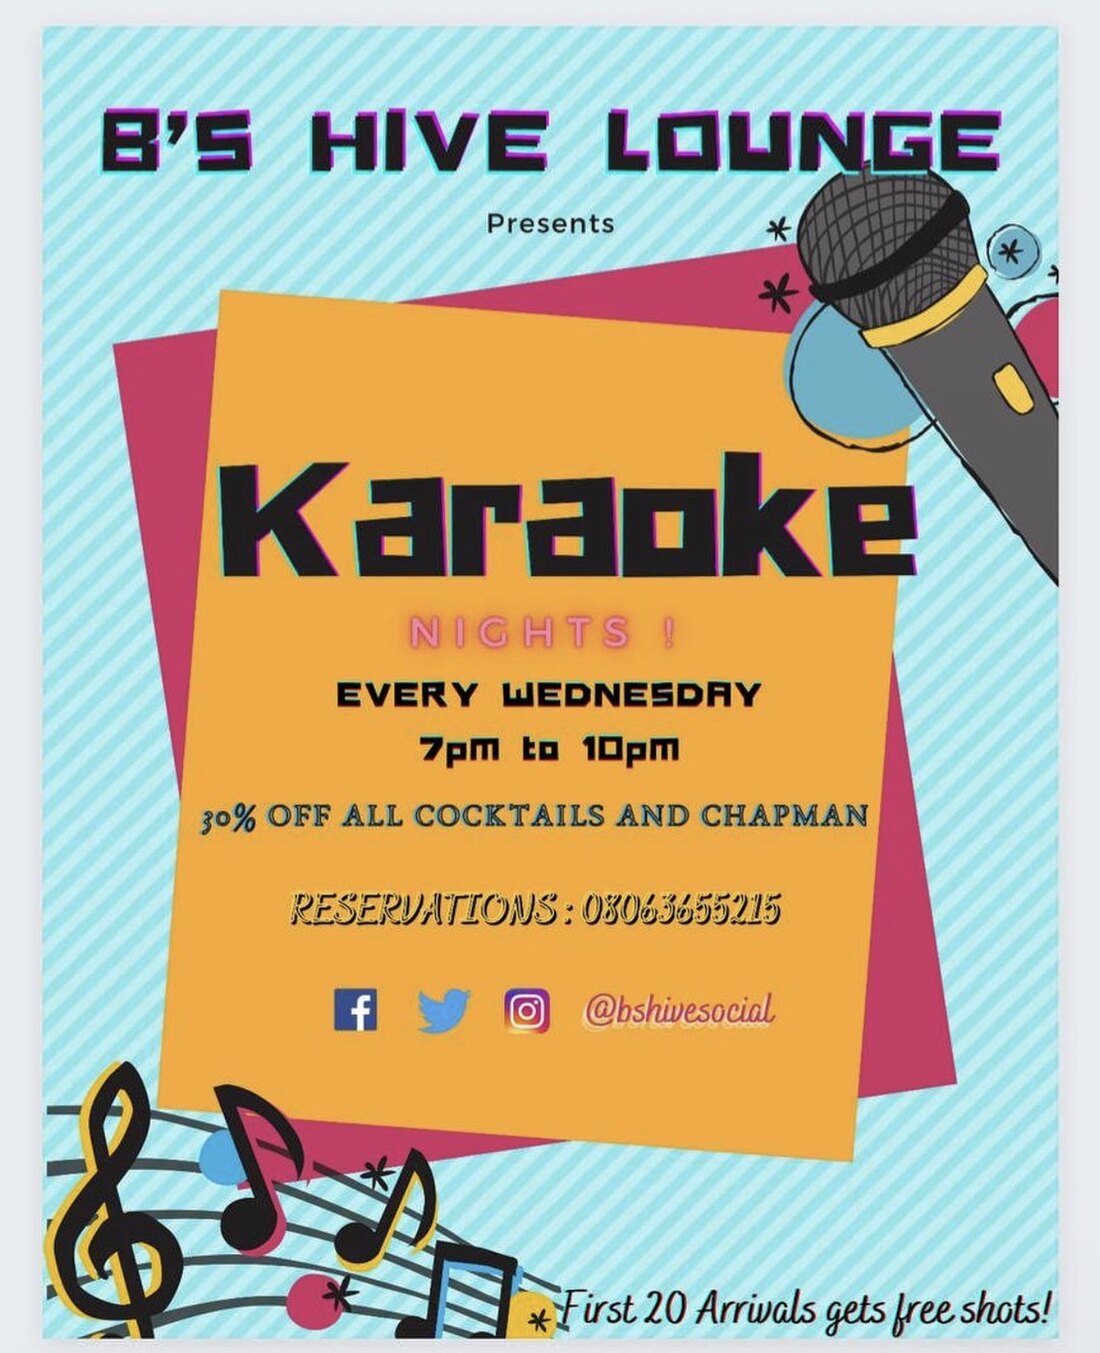 B'S HIVE LOUNGE
Presents
Karaoke
NIGHTS !
EVERY WEDNESDAY
7pm to 10pm
30% OFF ALL COCKTAILS AND CHAPMAN
RESERVATIONS : 08063655215
@bshivesocial
First 20 Arrivals gets free shots!